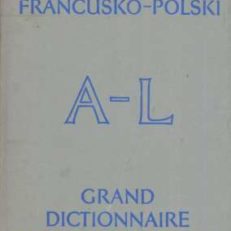 FRANCUSKO-POLSKI
A-L
GRAND
DICTIONNAIRE